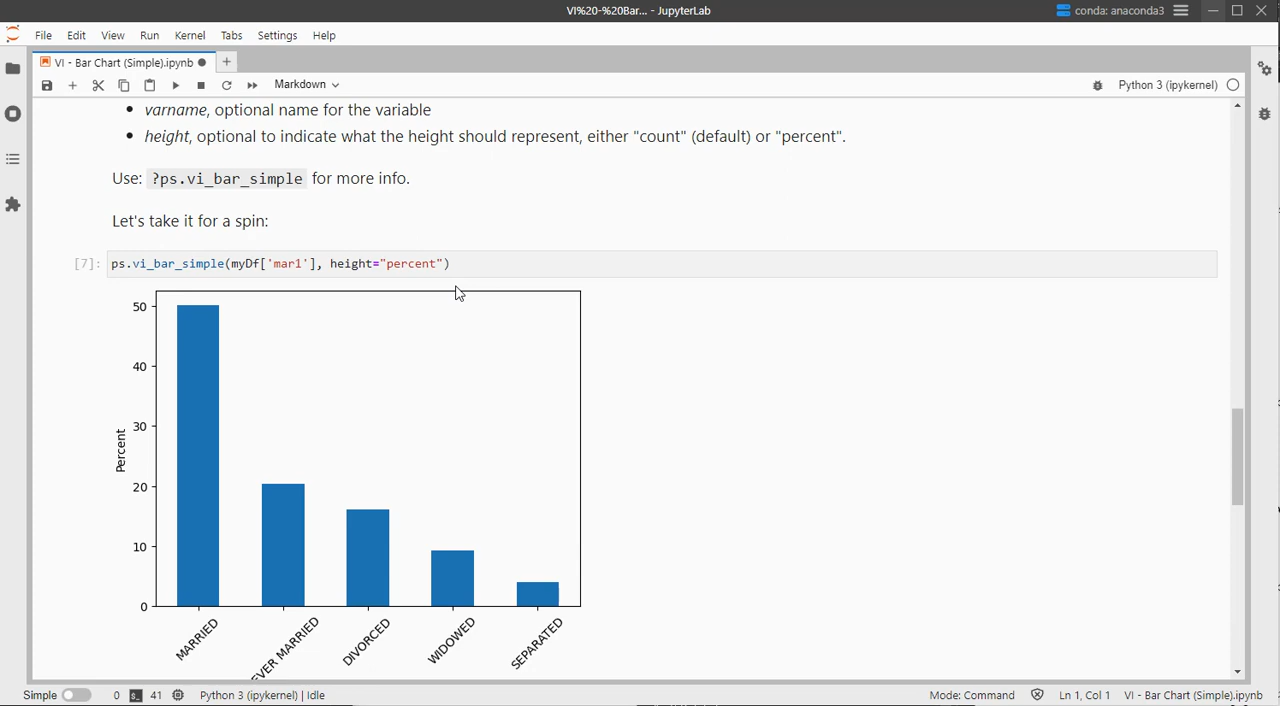 VI%20-%20Bar... - JupyterLab
conda: anaconda3
File Edit View Run Kernel Tabs Settings Help
VI - Bar Chart (Simple).ipynb
Markdown
Python 3 (ipykernel)
• varname, optional name for the variable
• height, optional to indicate what the height should represent, either "count" (default) or "percent".
Use: ?ps.vi_bar_simple for more info.
Let's take it for a spin:
[7]: ps.vi_bar_simple(myDf['mar1'], height="percent")
50
40
30
20
10
0
Percent
MARRIED
EVER MARRIED
DIVORCED
WIDOWED
SEPARATED
Simple 0 41 Python 3 (ipykernel) | Idle Mode: Command Ln 1, Col 1 VI - Bar Chart (Simple).ipynb